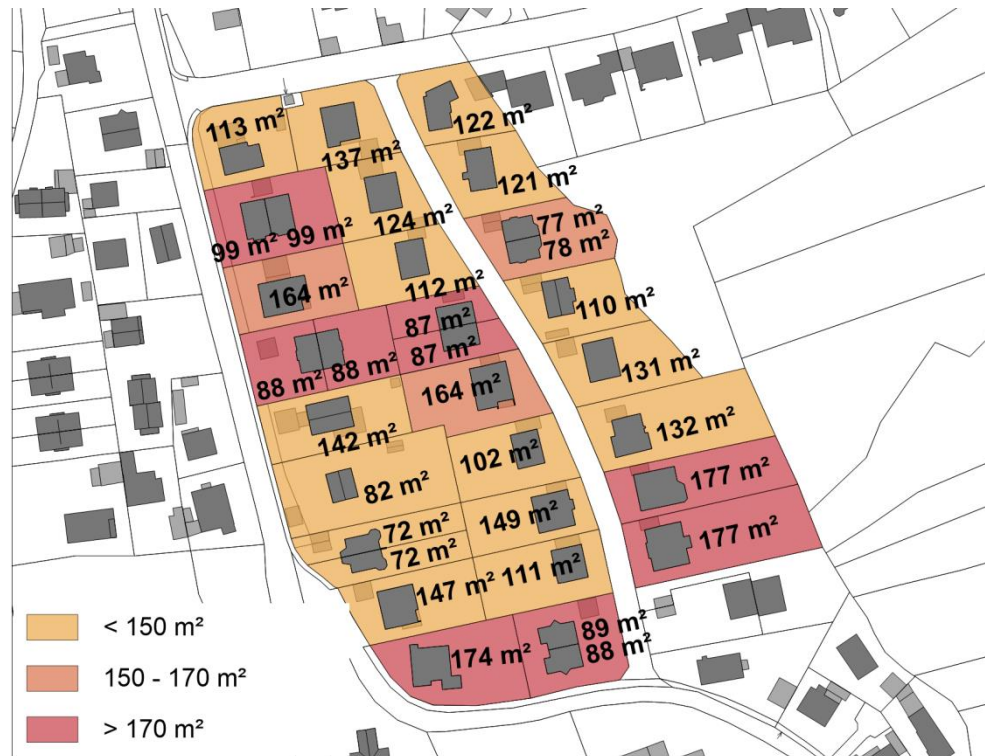 113 m²
137 m²
122 m²
121 m²
99 m² 99 m²
124 m²
77 m²
78 m²
164 m²
112 m²
110 m²
88 m² 88 m²
87 m²
87 m²
131 m²
164 m²
142 m²
132 m²
82 m²
102 m²
177 m²
72 m²
72 m²
149 m²
177 m²
147 m²
111 m²
174 m²
89 m²
88 m²
< 150 m²
150 - 170 m²
> 170 m²